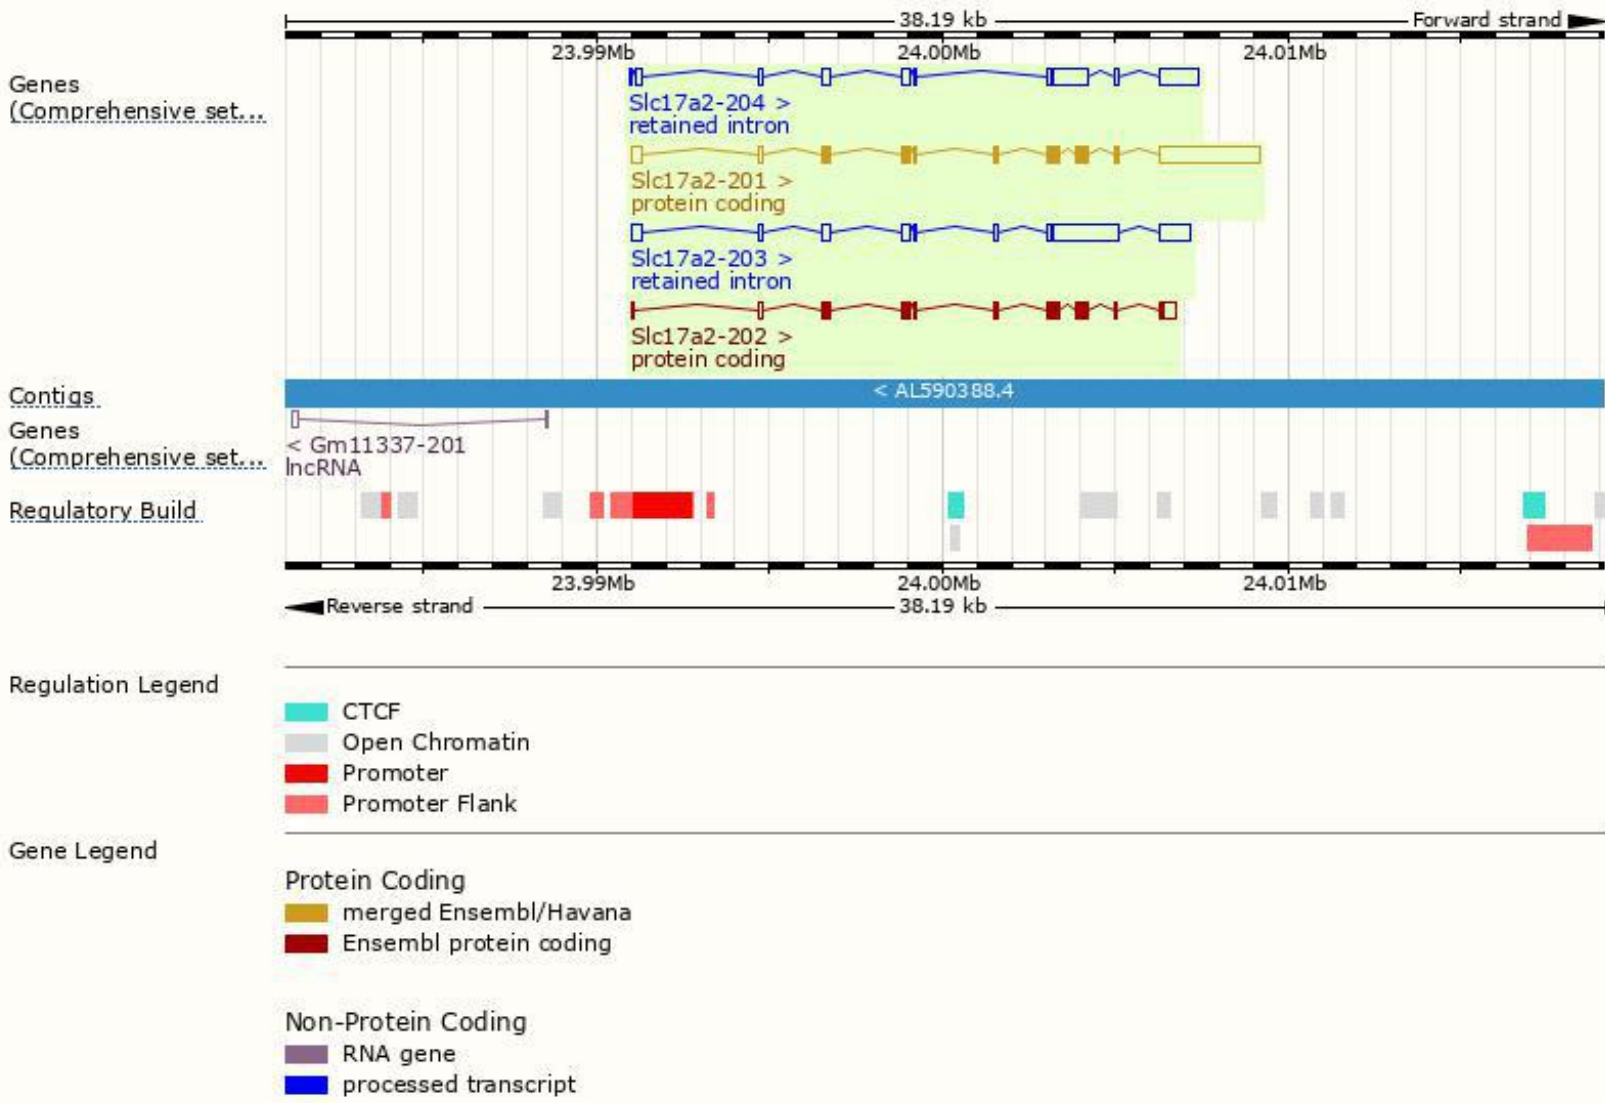 38.19 kb Forward strand
23.99Mb 24.00Mb 24.01Mb
Genes
(Comprehensive set...
Slc17a2-204 >
retained intron
Slc17a2-201 >
protein coding
Slc17a2-203 >
retained intron
Slc17a2-202 >
protein coding
Contigs
< AL590388.4
Genes
(Comprehensive set...
< Gm11337-201
lncRNA
Regulatory Build
23.99Mb 24.00Mb 24.01Mb
Reverse strand 38.19 kb
Regulation Legend
CTCF
Open Chromatin
Promoter
Promoter Flank
Gene Legend
Protein Coding
merged Ensembl/Havana
Ensembl protein coding
Non-Protein Coding
RNA gene
processed transcript